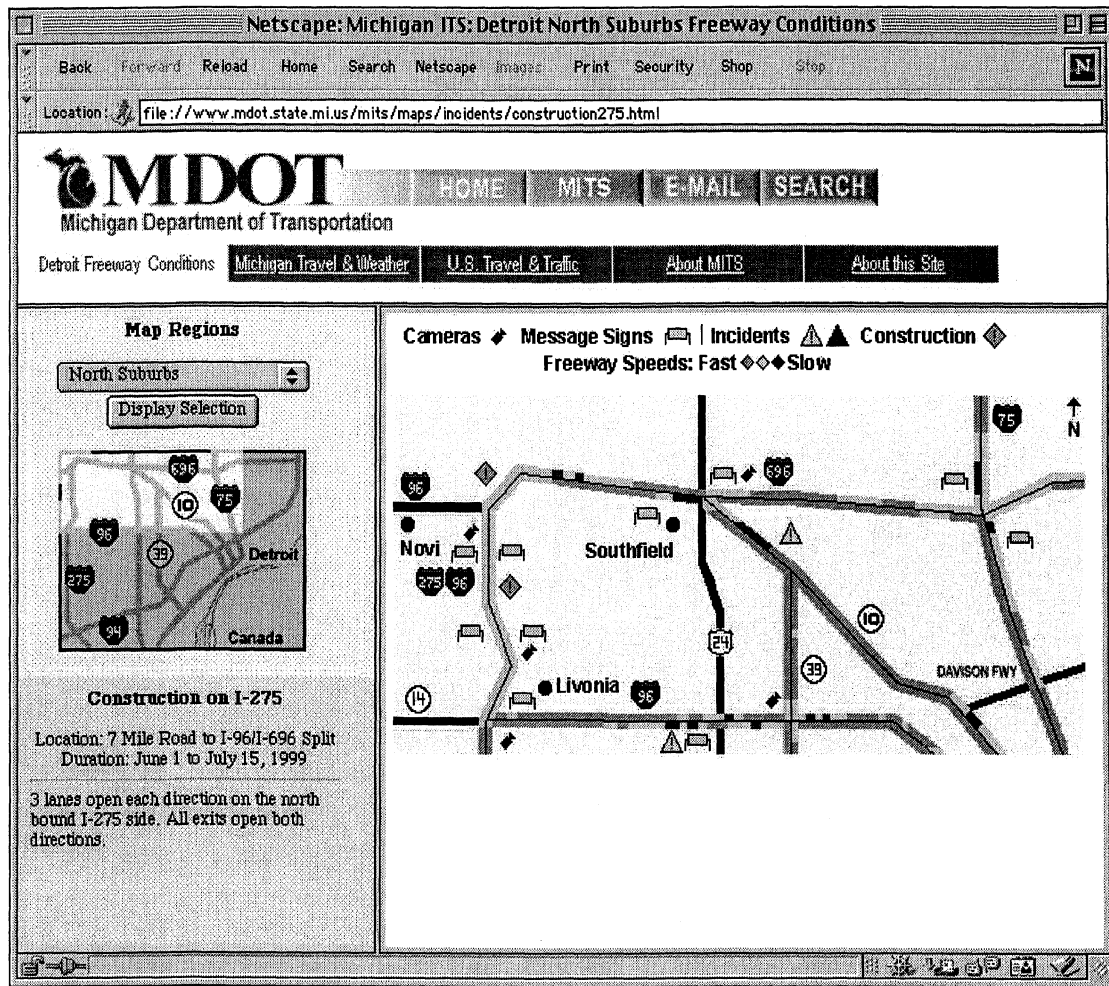 Netscape: Michigan ITS: Detroit North Suburbs Freeway Conditions
Back Forward Reload Home Search Netscape Images Print Security Shop Stop
N
Location: file://www.mdot.state.mi.us/mits/maps/incidents/construction275.html
MDOT
HOME MITS E-MAIL SEARCH
Michigan Department of Transportation
Detroit Freeway Conditions Michigan Travel & Weather U.S. Travel & Traffic About MITS About this Site
Map Regions
North Suburbs
Display Selection
696
10
75
96
39
Detroit
275
94
Canada
Construction on I-275
Location: 7 Mile Road to I-96/I-696 Split
Duration: June 1 to July 15, 1999
3 lanes open each direction on the north
bound I-275 side. All exits open both
directions.
Cameras Message Signs | Incidents Construction
Freeway Speeds: Fast Slow
75
N
96
696
Novi
Southfield
275 96
10
24
39
DAVISON FWY
Livonia
96
14